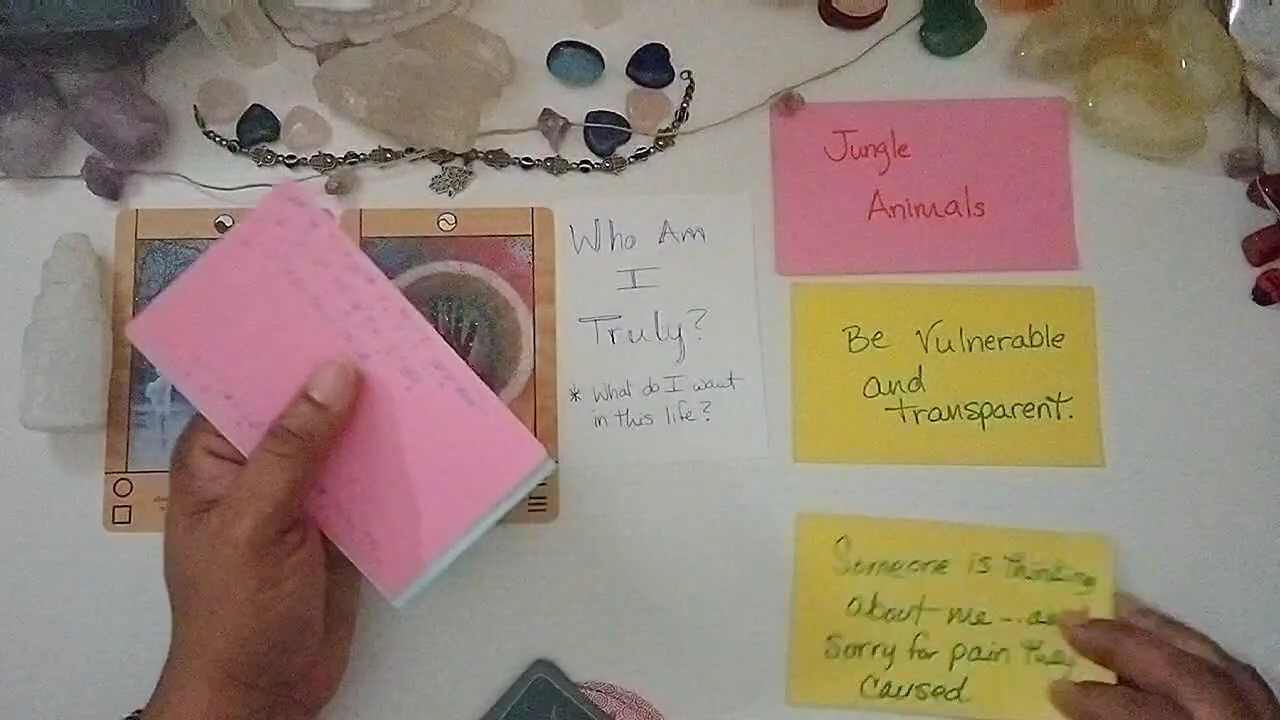 Who Am
I
Truly?
* What do I want
in this life?
Jungle
Animals
Be Vulnerable
and
transparent.
Someone is Thinking
about me --
Sorry for pain They
Caused